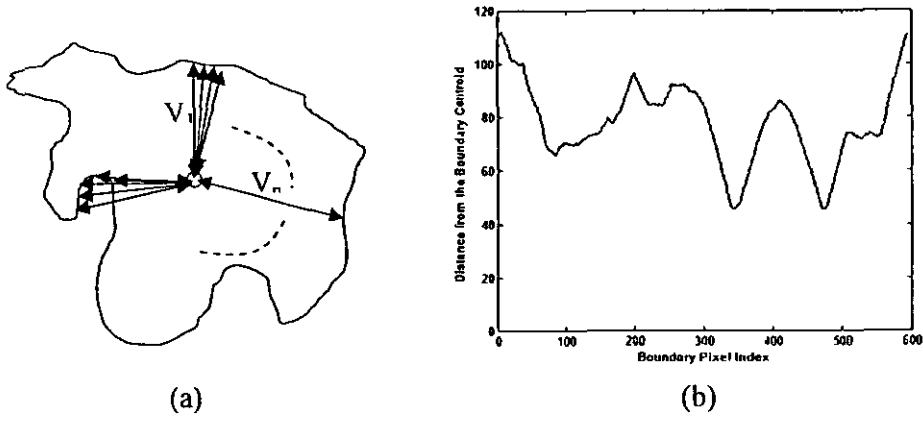 V₁
Vₙ
(a)
120
100
80
60
40
20
0
Distance from the Boundary Centroid
0 100 200 300 400 500 600
Boundary Pixel Index
(b)